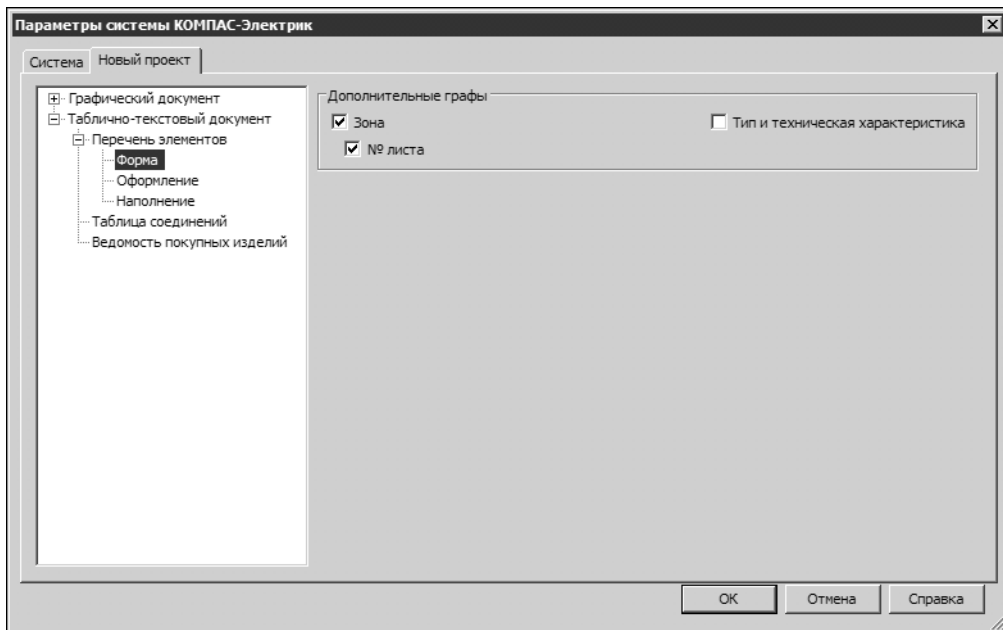 Параметры системы КОМПАС-Электрик
Система Новый проект
Графический документ
Таблично-текстовый документ
Перечень элементов
Форма
Оформление
Наполнение
Таблица соединений
Ведомость покупных изделий
Дополнительные графы
Зона Тип и техническая характеристика
№ листа
ОК Отмена Справка